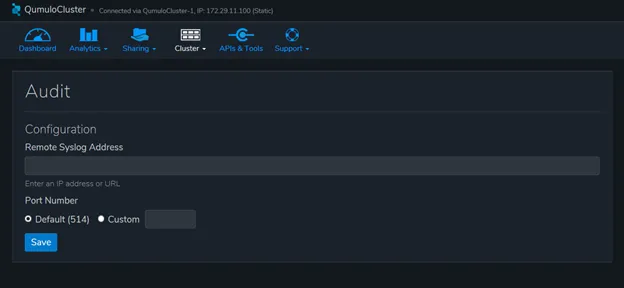 QumuloCluster • Connected via QumuloCluster-1, IP: 172.29.11.100 (Static)
Dashboard Analytics Sharing Cluster APIs & Tools Support
Audit
Configuration
Remote Syslog Address
Enter an IP address or URL
Port Number
Default (514) Custom
Save